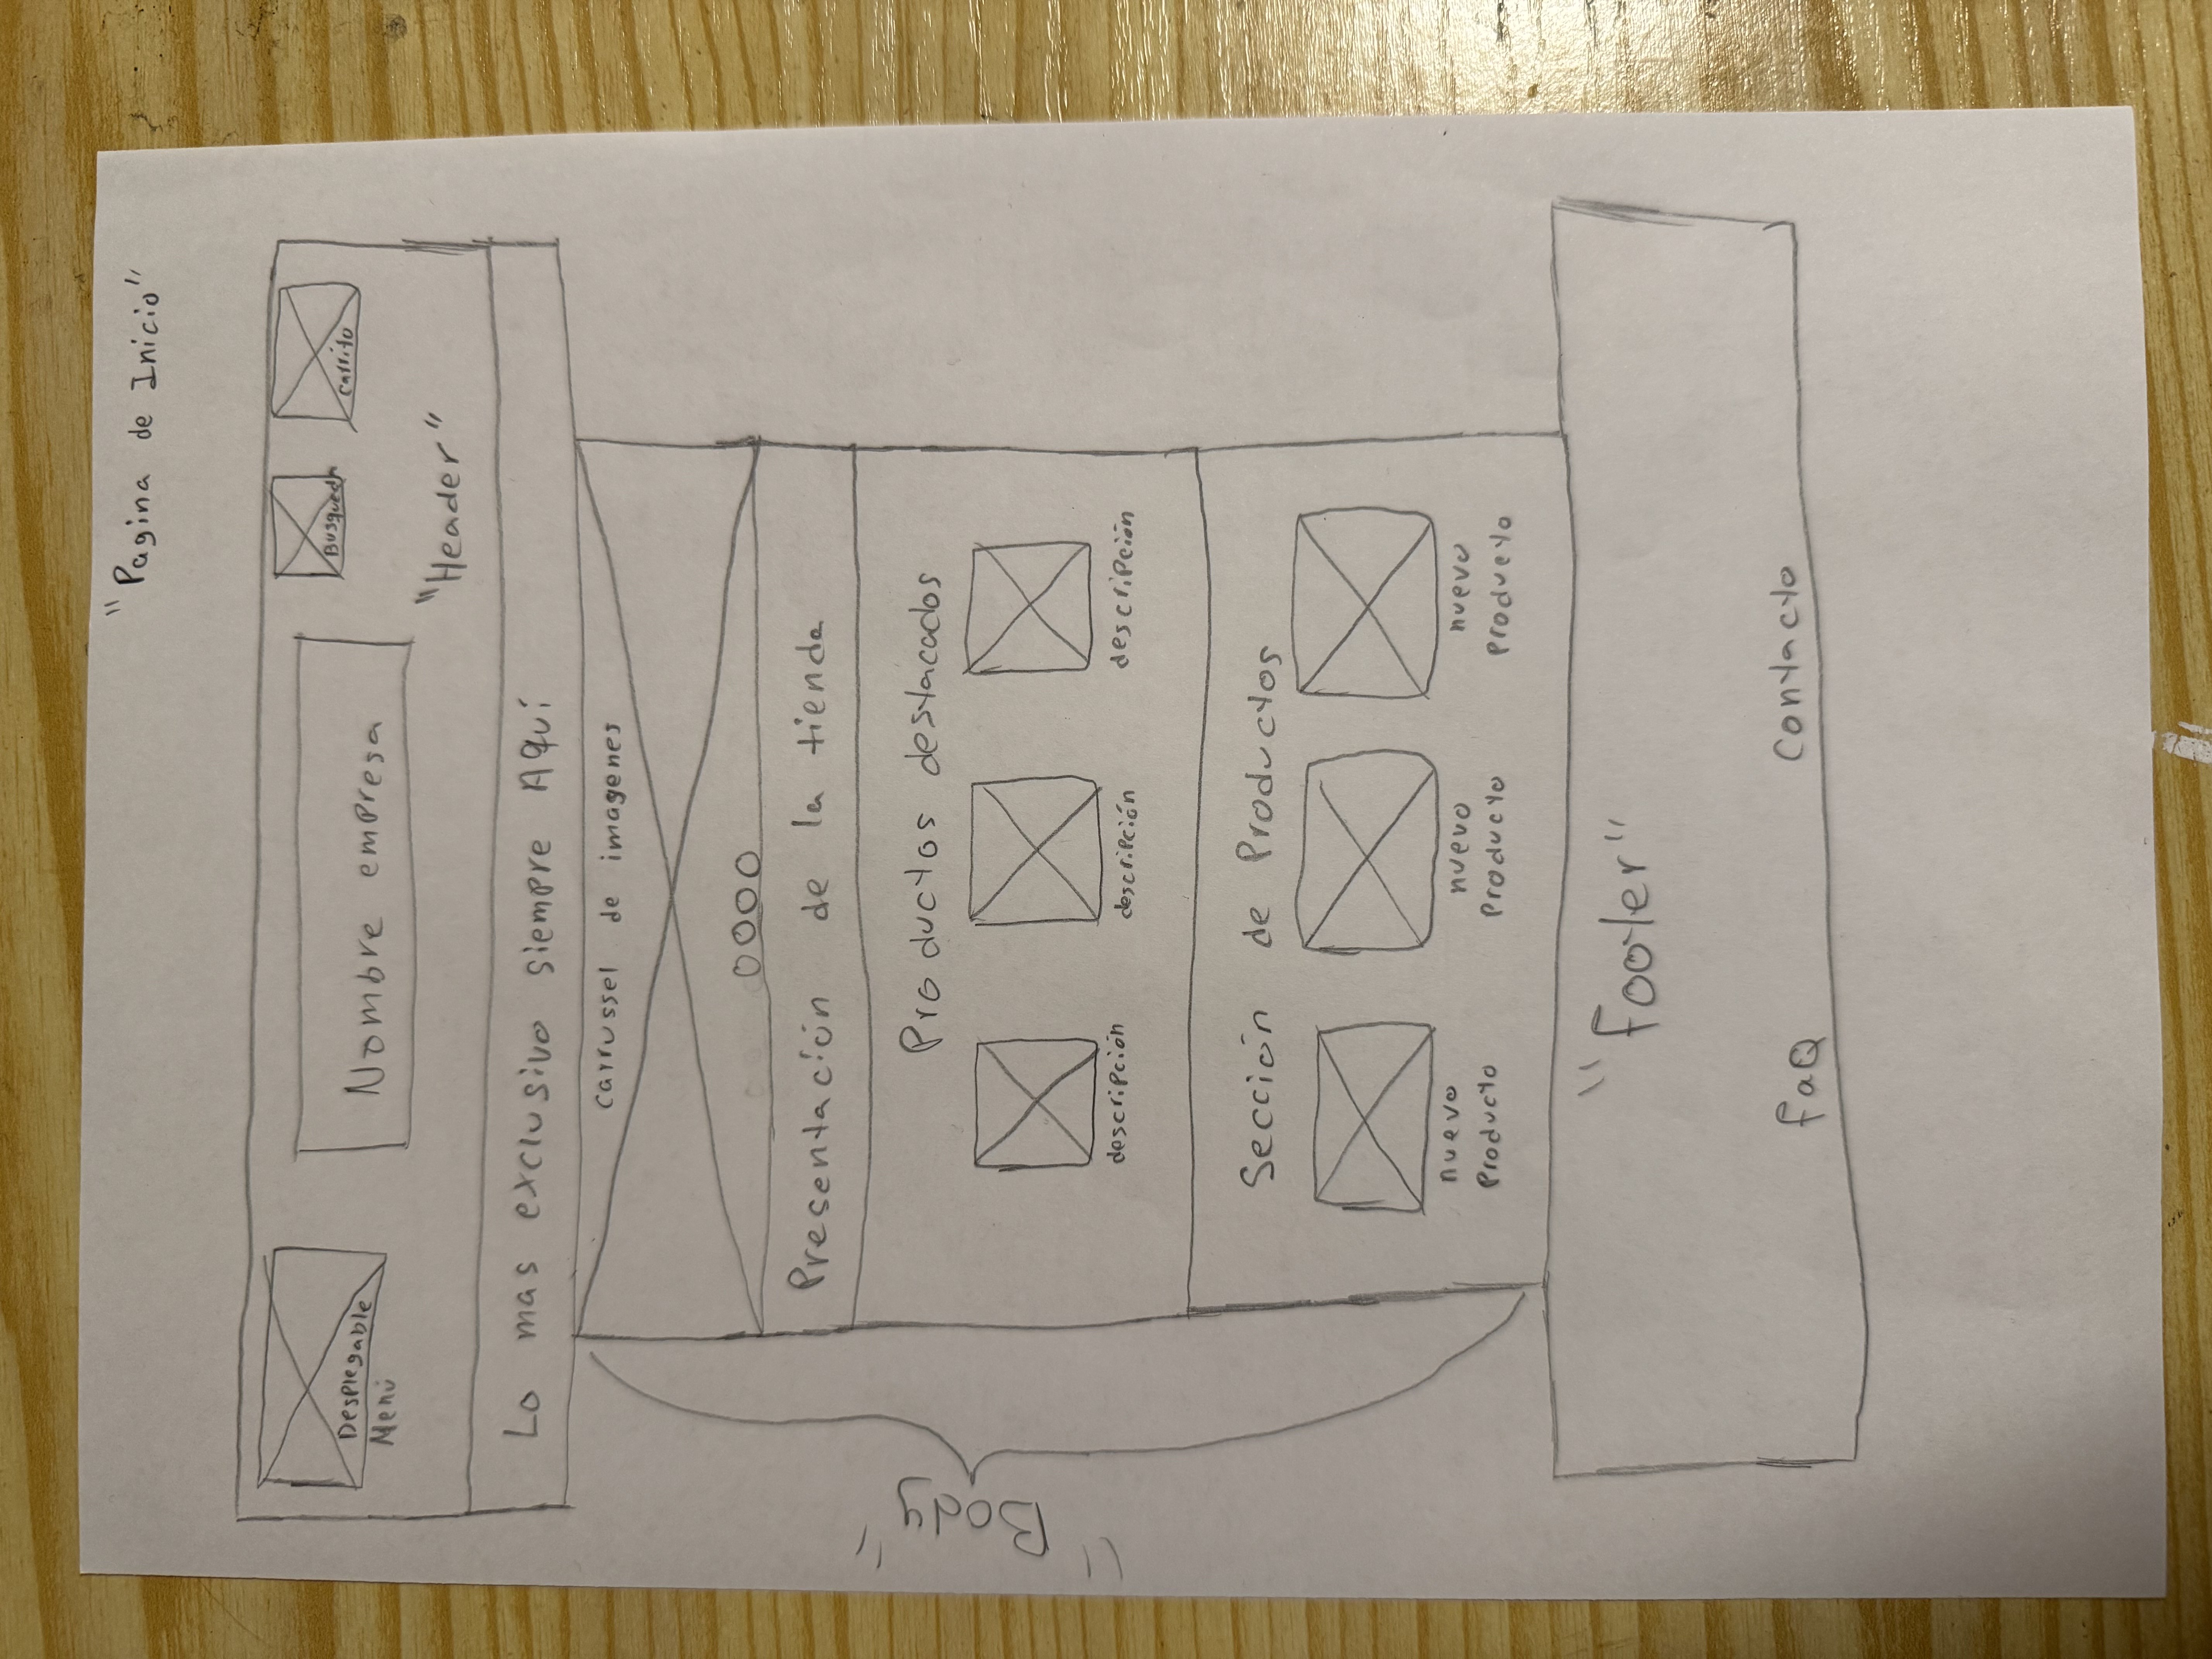 "Pagina de Inicio"
Desplegable
Menú
Nombre empresa
Busqueda
Carrito
"Header"
Lo mas exclusivo siempre Aquí
Carrussel de imagenes
Presentación de la tienda
"Body"
Productos destacados
descripción descripción descripción
Sección de Productos
nuevo nuevo nuevo
Producto Producto Producto
"Footer"
FaQ Contacto